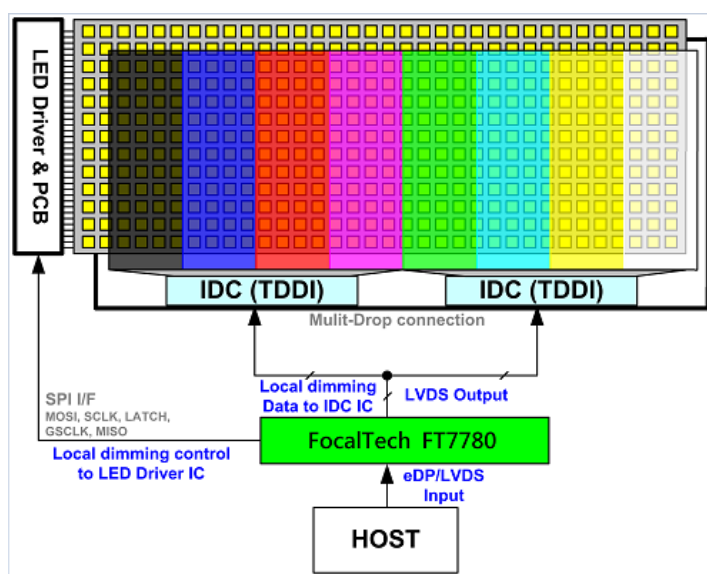 LED Driver & PCB
IDC (TDDI)
IDC (TDDI)
Mulit-Drop connection
Local dimming
Data to IDC IC
LVDS Output
SPI I/F
MOSI, SCLK, LATCH,
GSCLK, MISO
Local dimming control
to LED Driver IC
FocalTech FT7780
eDP/LVDS
Input
HOST